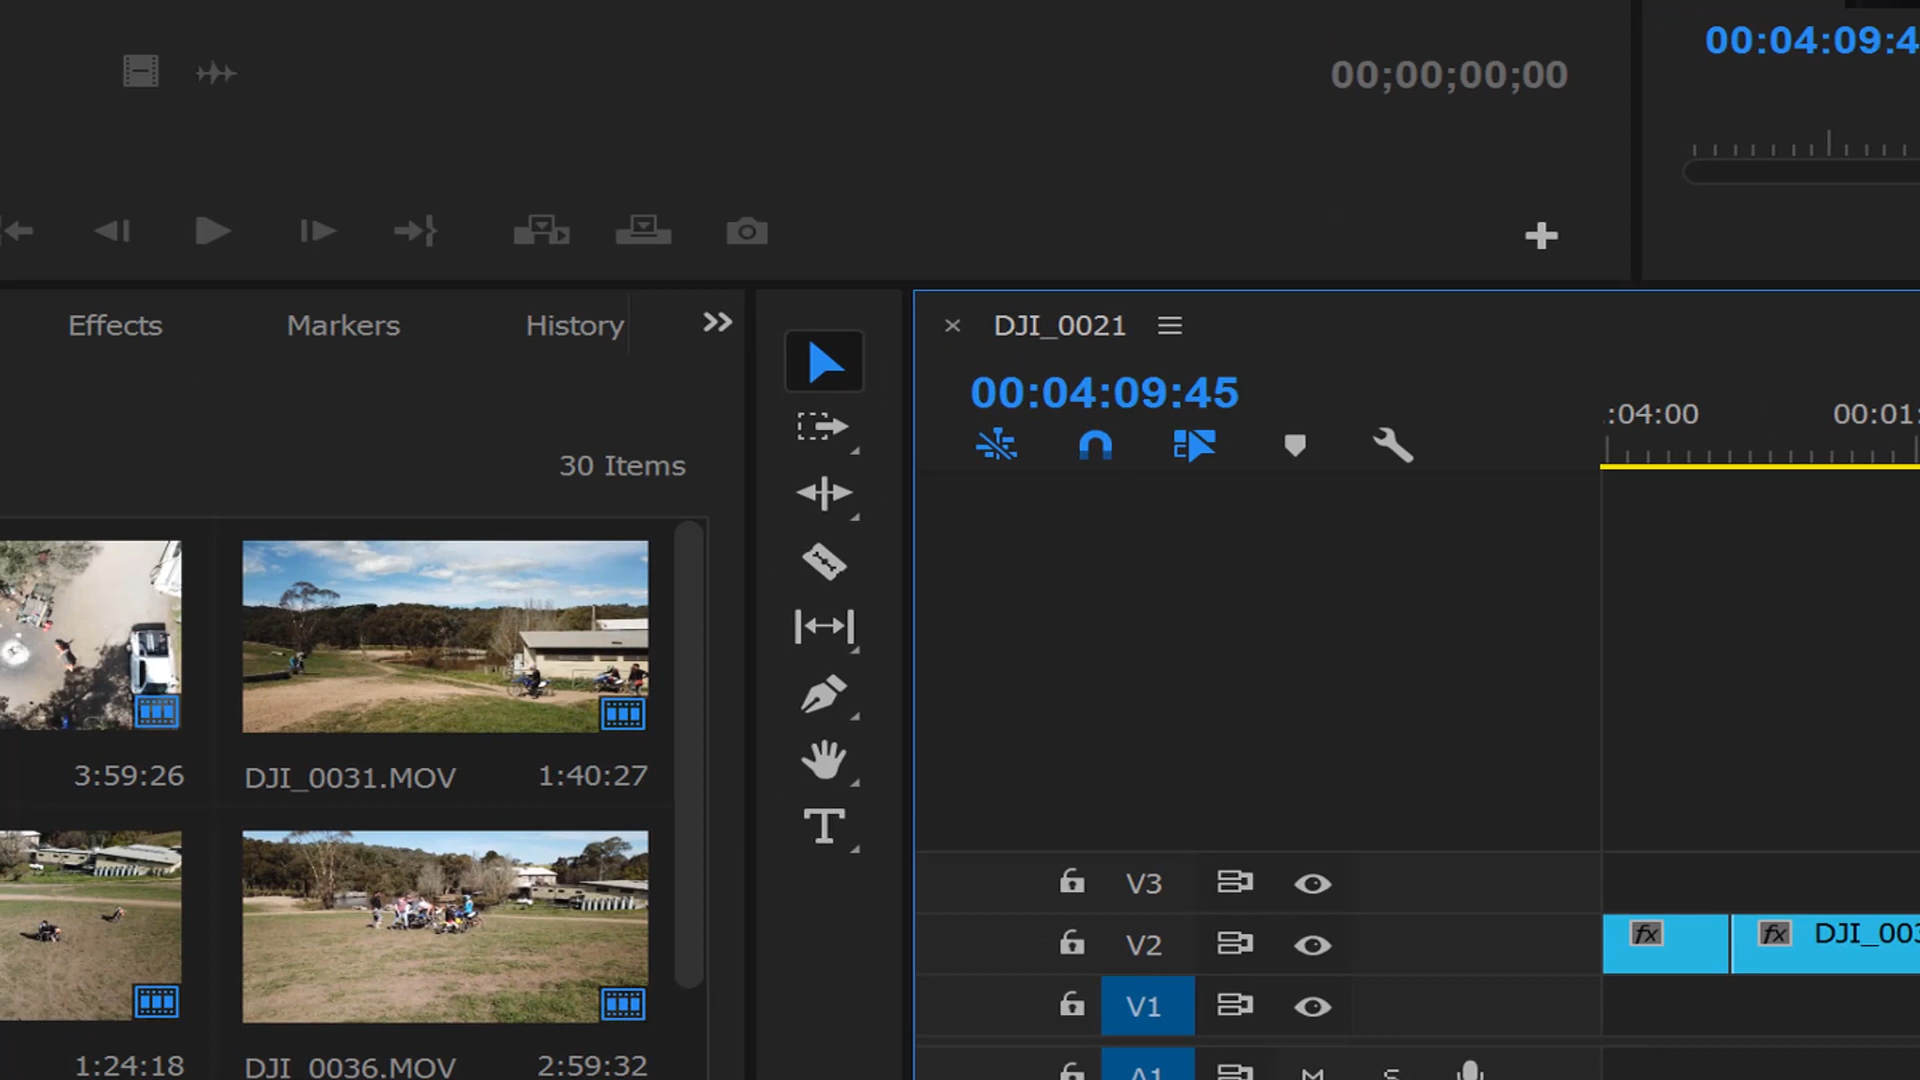 00;00;00;00
00:04:09:4
Effects Markers History
30 Items
3:59:26
DJI_0031.MOV 1:40:27
1:24:18
DJI_0036.MOV 2:59:32
DJI_0021
00:04:09:45
:04:00 00:01:
V3
V2
fx
fx DJI_003
V1
A1 M S